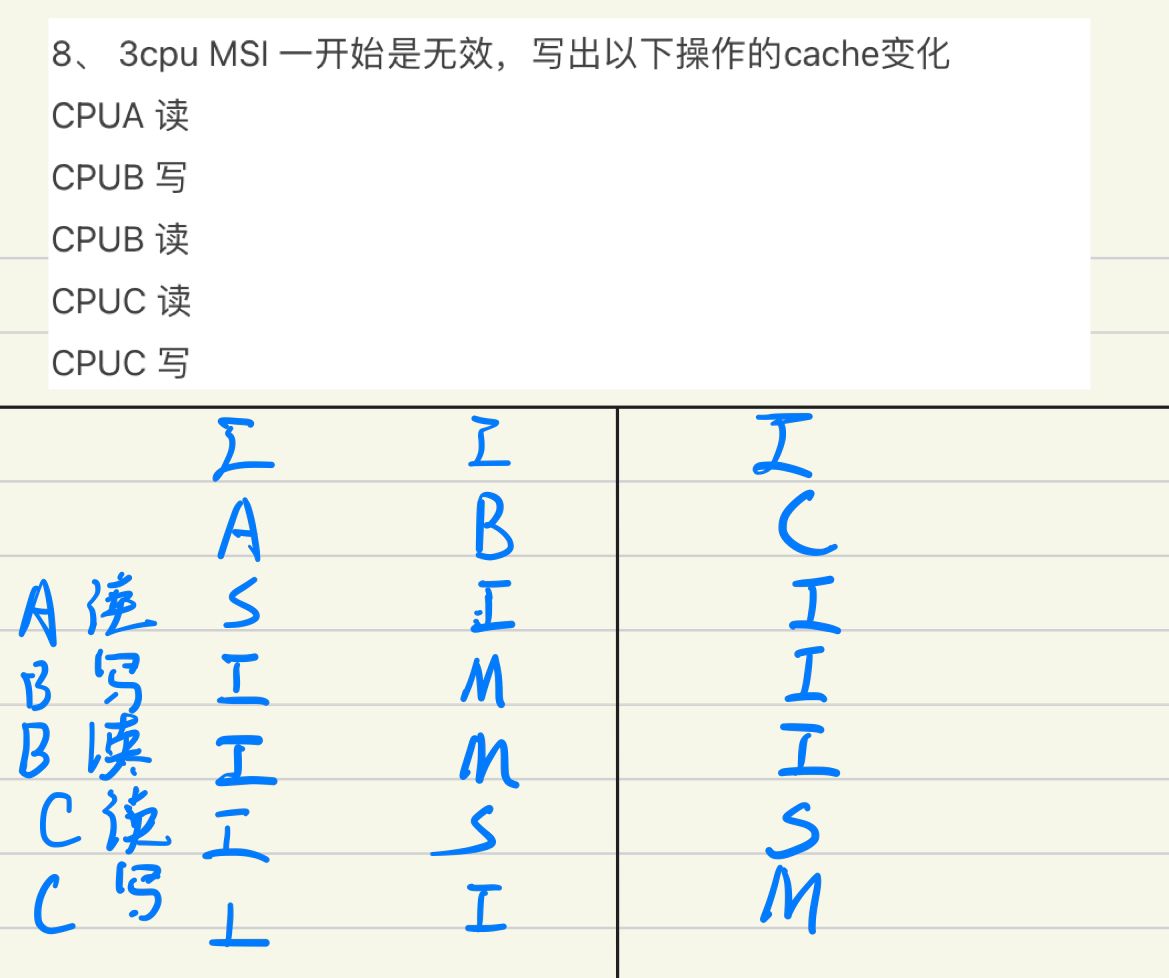 8、 3cpu MSI 一开始是无效，写出以下操作的cache变化
CPUA 读
CPUB 写
CPUB 读
CPUC 读
CPUC 写
I I I
A B C
A 读 S I I
B 写 I M I
B 读 I M I
C 读 I S S
C 写 I I M